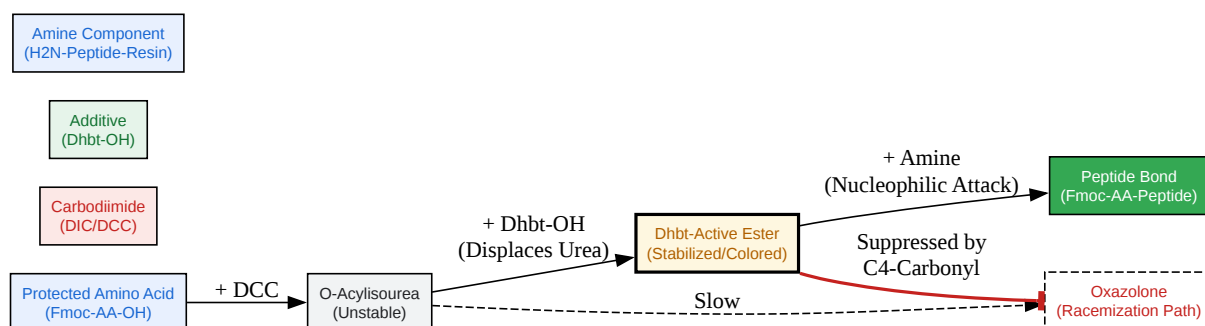 Amine Component
(H2N-Peptide-Resin)
Additive
(Dhbt-OH)
Carbodiimide
(DIC/DCC)
Protected Amino Acid
(Fmoc-AA-OH)
+ DCC
O-Acylisourea
(Unstable)
+ Dhbt-OH
(Displaces Urea)
Slow
Dhbt-Active Ester
(Stabilized/Colored)
+ Amine
(Nucleophilic Attack)
Suppressed by
C4-Carbonyl
Peptide Bond
(Fmoc-AA-Peptide)
Oxazolone
(Racemization Path)